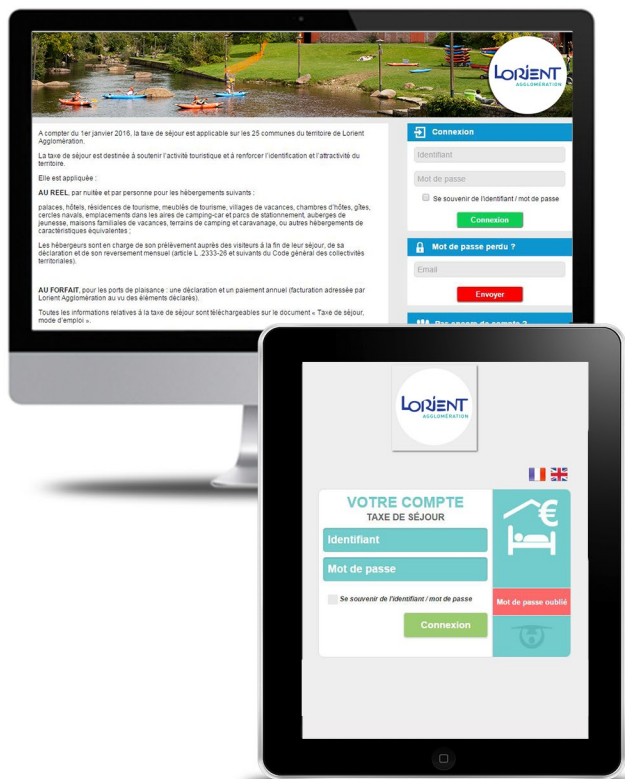 LORIENT
AGGLOMÉRATION
A compter du 1er janvier 2016, la taxe de séjour est applicable sur les 25 communes du territoire de Lorient
Agglomération.
La taxe de séjour est destinée à soutenir l'activité touristique et à renforcer l'identification et l'attractivité du
territoire.
Elle est appliquée :
AU REEL, par nuitée et par personne pour les hébergements suivants :
palaces, hôtels, résidences de tourisme, meublés de tourisme, villages de vacances, chambres d'hôtes, gîtes,
cercles navals, emplacements dans les aires de camping-car et parcs de stationnement, auberges de
jeunesse, maisons familiales de vacances, terrains de camping et caravanage, ou autres hébergements de
caractéristiques équivalentes ;
Les hébergeurs sont en charge de son prélèvement auprès des visiteurs à la fin de leur séjour, de sa
déclaration et de son reversement mensuel (article L .2333-26 et suivants du Code général des collectivités
territoriales).
AU FORFAIT, pour les ports de plaisance : une déclaration et un paiement annuel (facturation adressée par
Lorient Agglomération au vu des éléments déclarés).
Toutes les informations relatives à la taxe de séjour sont téléchargeables sur le document « Taxe de séjour,
mode d'emploi ».
Connexion
Identifiant
Mot de passe
Se souvenir de l'identifiant / mot de passe
Connexion
Mot de passe perdu ?
Email
Envoyer
Pas encore de compte ?
LORIENT
AGGLOMÉRATION
VOTRE COMPTE
TAXE DE SÉJOUR
Identifiant
Mot de passe
Se souvenir de l'identifiant / mot de passe
Connexion
€
Mot de passe oublié